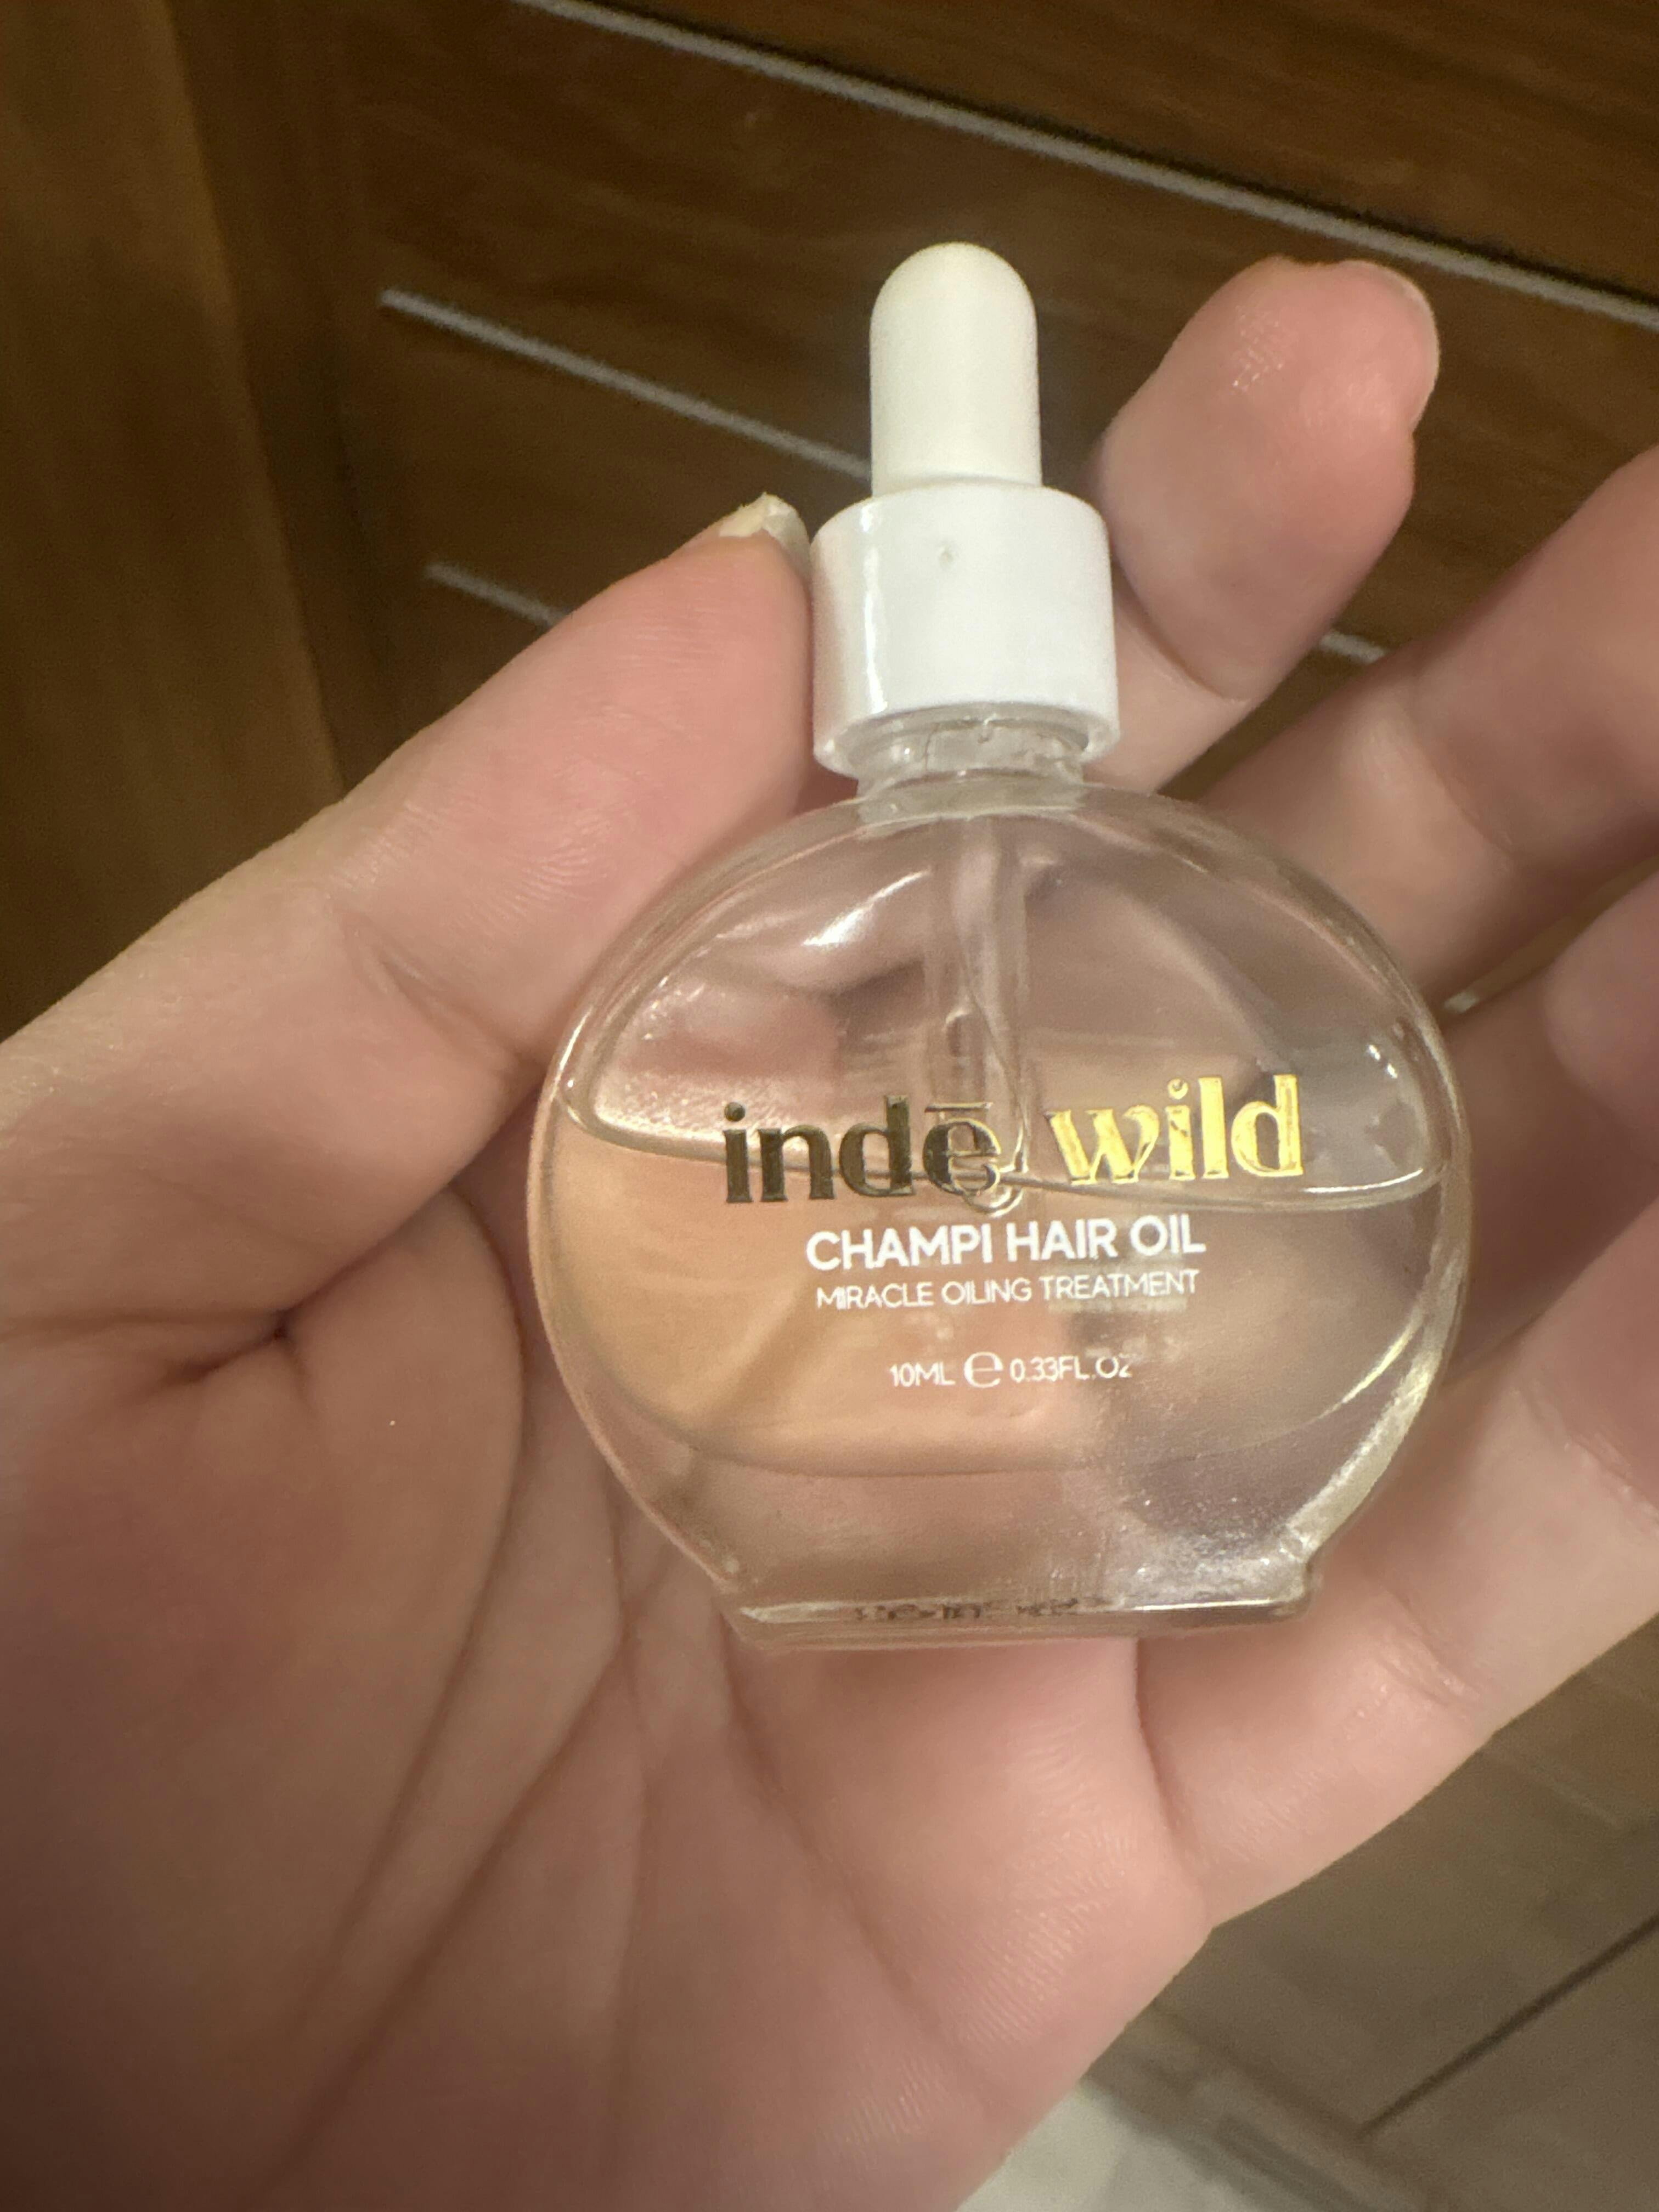 indē wild
CHAMPI HAIR OIL
MIRACLE OILING TREATMENT
10ML ℮ 0.33FL.OZ